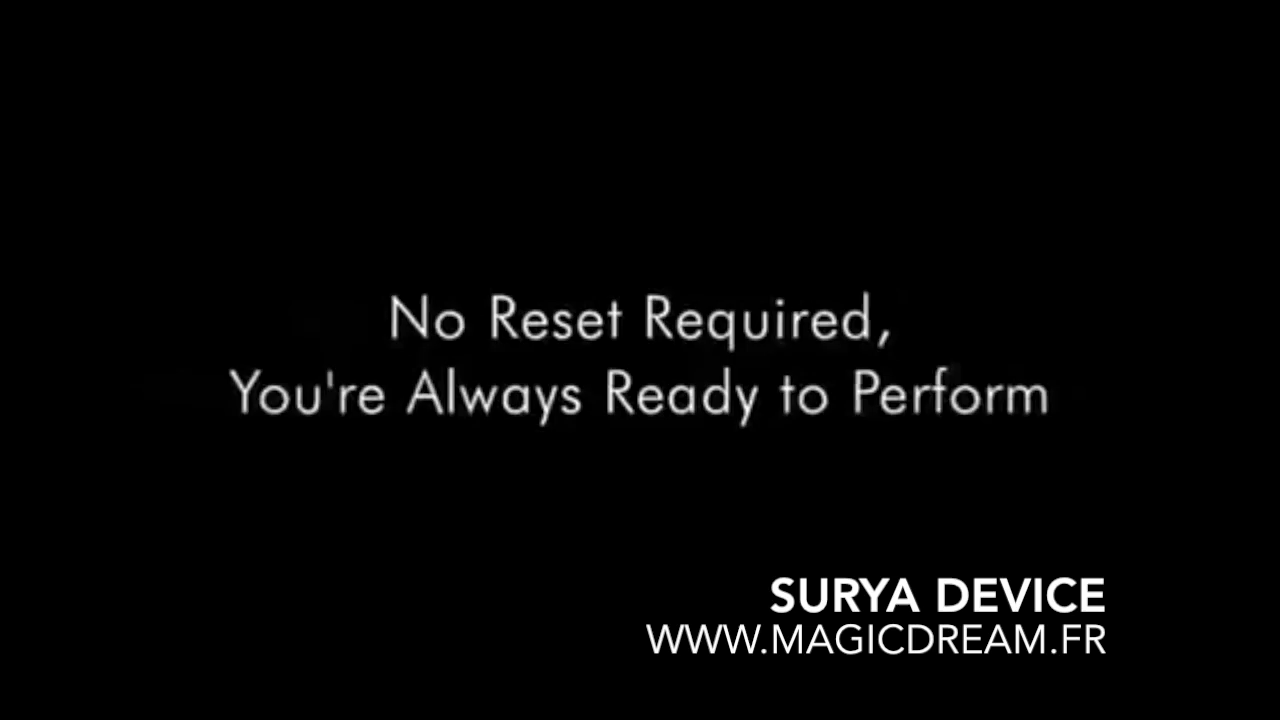 No Reset Required,
You're Always Ready to Perform
SURYA DEVICE
WWW.MAGICDREAM.FR